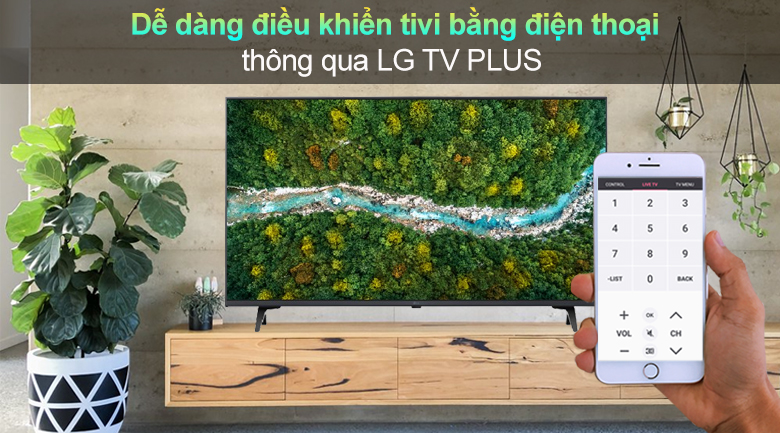 Dễ dàng điều khiển tivi bằng điện thoại
thông qua LG TV PLUS
CONTROL LIVE TV TV MENU
1 2 3
4 5 6
7 8 9
-LIST 0 BACK
+ OK
VOL CH
− 3D